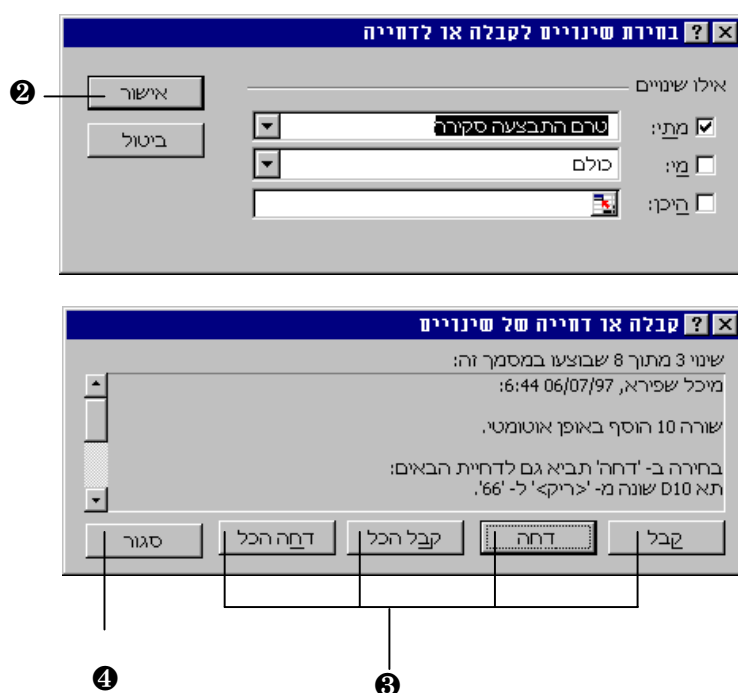 בחירת שינויים לקבלה או לדחייה
אילו שינויים
❷ אישור
מתי: טרם התבצעה סקירה
ביטול
מי: כולם
היכן:
קבלה או דחייה של שינויים
שינוי 3 מתוך 8 שבוצעו במסמך זה:
מיכל שפירא, 06/07/97 6:44:
שורה 10 הוסף באופן אוטומטי.
בחירה ב- 'דחה' תביא גם לדחיית הבאים:
תא D10 שונה מ- '<ריק>' ל- '66'.
קבל דחה קבל הכל דחה הכל סגור
❸ ❹